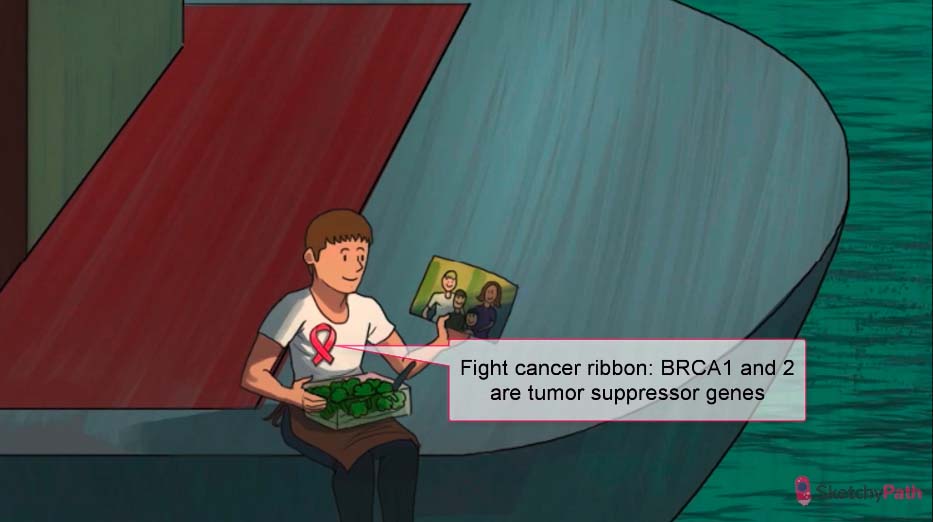 Fight cancer ribbon: BRCA1 and 2
are tumor suppressor genes
SketchyPath